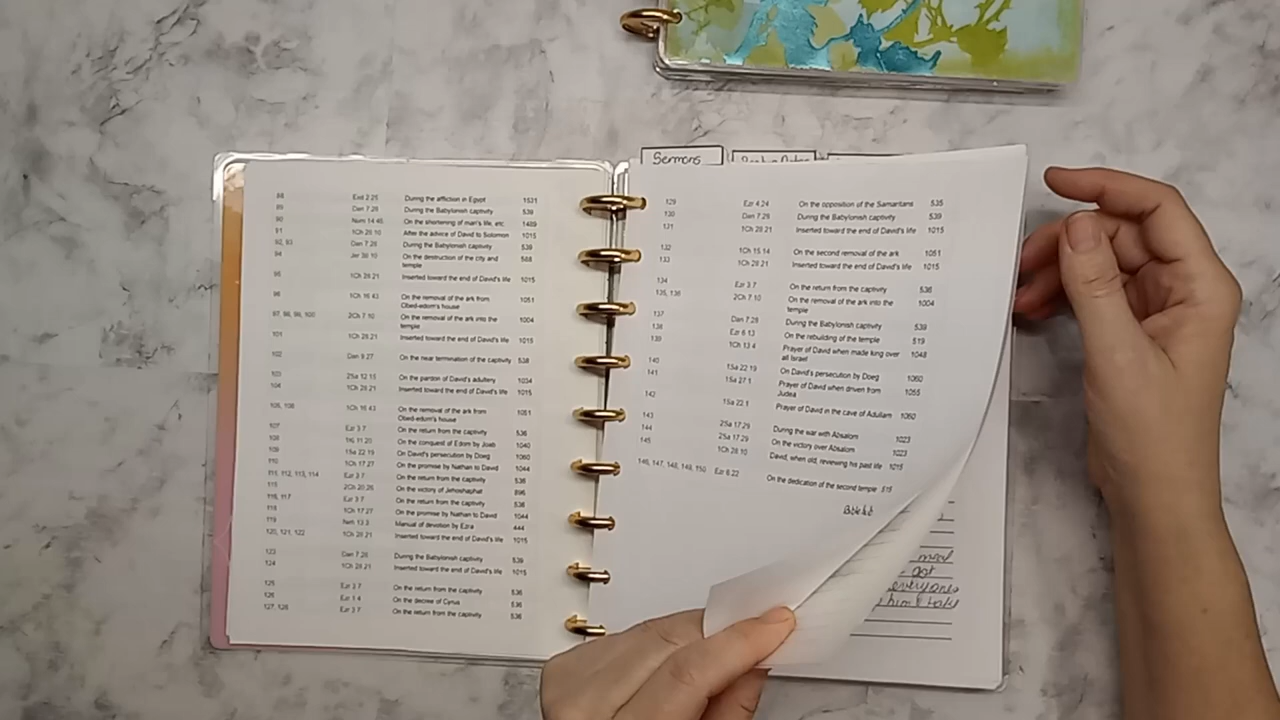 88 Exd 2 25 During the affliction in Egypt 1531
89 Dan 7 28 During the Babylonish captivity 539
90 Num 14 45 On the shortening of man's life, etc. 1489
91 1Ch 28 10 After the advice of David to Solomon 1015
92, 93 Dan 7 28 During the Babylonish captivity 539
94 Jer 39 10 On the destruction of the city and
temple 588
95 1Ch 28 21 Inserted toward the end of David's life 1015
96 1Ch 16 43 On the removal of the ark from
Obed-edom's house 1051
97, 98, 99, 100 2Ch 7 10 On the removal of the ark into the
temple 1004
101 1Ch 28 21 Inserted toward the end of David's life 1015
102 Dan 9 27 On the near termination of the captivity 538
103 2Sa 12 15 On the pardon of David's adultery 1034
104 1Ch 28 21 Inserted toward the end of David's life 1015
105, 106 1Ch 16 43 On the removal of the ark from
Obed-edom's house 1051
107 Ezr 3 7 On the return from the captivity 536
108 1Ki 11 20 On the conquest of Edom by Joab 1040
109 1Sa 22 19 On David's persecution by Doeg 1060
110 1Ch 17 27 On the promise by Nathan to David 1044
111, 112, 113, 114 Ezr 3 7 On the return from the captivity 536
115 2Ch 20 26 On the victory of Jehoshaphat 896
116, 117 Ezr 3 7 On the return from the captivity 536
118 1Ch 17 27 On the promise by Nathan to David 1044
119 Neh 13 3 Manual of devotion by Ezra 444
120, 121, 122 1Ch 28 21 Inserted toward the end of David's life 1015
123 Dan 7 28 During the Babylonish captivity 539
124 1Ch 28 21 Inserted toward the end of David's life 1015
125 Ezr 3 7 On the return from the captivity 536
126 Ezr 1 4 On the decree of Cyrus 536
127, 128 Ezr 3 7 On the return from the captivity 536
Sermons
129 Ezr 4 24 On the opposition of the Samaritans 535
130 Dan 7 28 During the Babylonish captivity 539
131 1Ch 28 21 Inserted toward the end of David's life 1015
132 1Ch 15 14 On the second removal of the ark 1051
133 1Ch 28 21 Inserted toward the end of David's life 1015
134 Ezr 3 7 On the return from the captivity 536
135, 136 2Ch 7 10 On the removal of the ark into the
temple 1004
137 Dan 7 28 During the Babylonish captivity 539
138 Ezr 6 13 On the rebuilding of the temple 519
139 1Ch 13 4 Prayer of David when made king over
all Israel 1048
140 1Sa 22 19 On David's persecution by Doeg 1060
141 1Sa 27 1 Prayer of David when driven from
Judea 1055
142 1Sa 22 1 Prayer of David in the cave of Adullam 1060
143 2Sa 17 29 During the war with Absalom 1023
144 2Sa 17 29 On the victory over Absalom 1023
145 1Ch 28 10 David, when old, reviewing his past life 1015
146, 147, 148, 149, 150 Ezr 6 22 On the dedication of the second temple 515
meal
got
everyone
him &